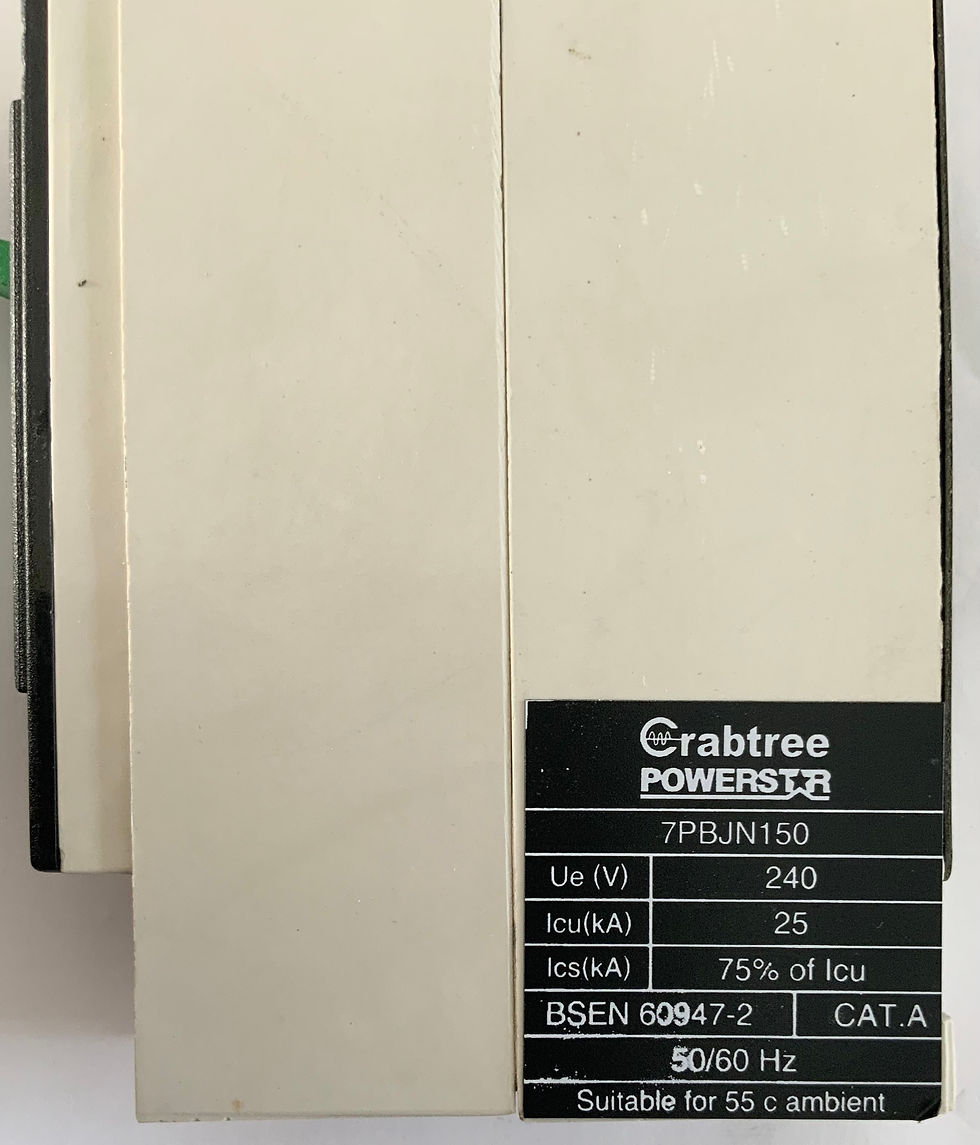 Crabtree
POWERSTAR
7PBJN150
Ue (V) 240
Icu(kA) 25
Ics(kA) 75% of Icu
BSEN 60947-2 CAT.A
50/60 Hz
Suitable for 55 c ambient